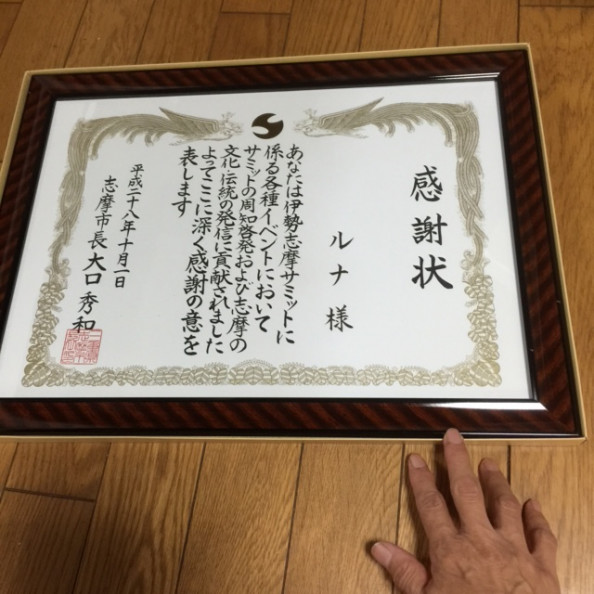 感謝状
ルナ様
あなたは伊勢志摩サミットに
係る各種イベントにおいて
サミットの周知啓発および志摩の
文化、伝統の発信に貢献されました
よってここに深く感謝の意を
表します
平成二十八年十月一日
志摩市長 大口秀和